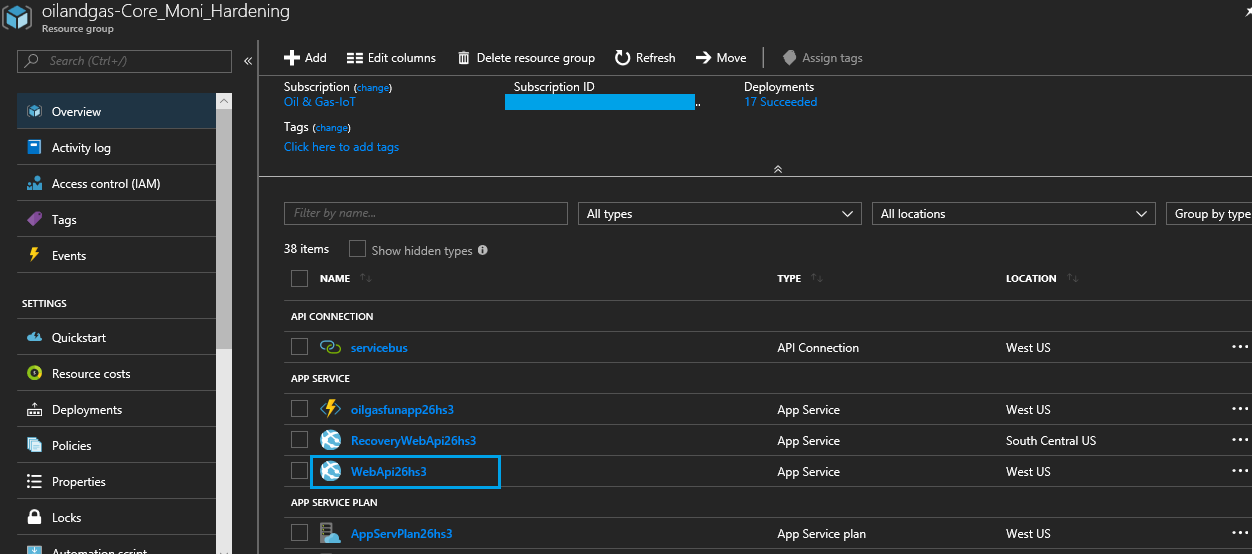 oilandgas-Core_Moni_Hardening
Resource group
Search (Ctrl+/)
Overview
Activity log
Access control (IAM)
Tags
Events
SETTINGS
Quickstart
Resource costs
Deployments
Policies
Properties
Locks
Automation script
Add Edit columns Delete resource group Refresh Move Assign tags
Subscription (change) Subscription ID Deployments
Oil & Gas-IoT .. 17 Succeeded
Tags (change)
Click here to add tags
Filter by name... All types All locations Group by type
38 items Show hidden types
NAME TYPE LOCATION
API CONNECTION
servicebus API Connection West US
APP SERVICE
oilgasfunapp26hs3 App Service West US
RecoveryWebApi26hs3 App Service South Central US
WebApi26hs3 App Service West US
APP SERVICE PLAN
AppServPlan26hs3 App Service plan West US